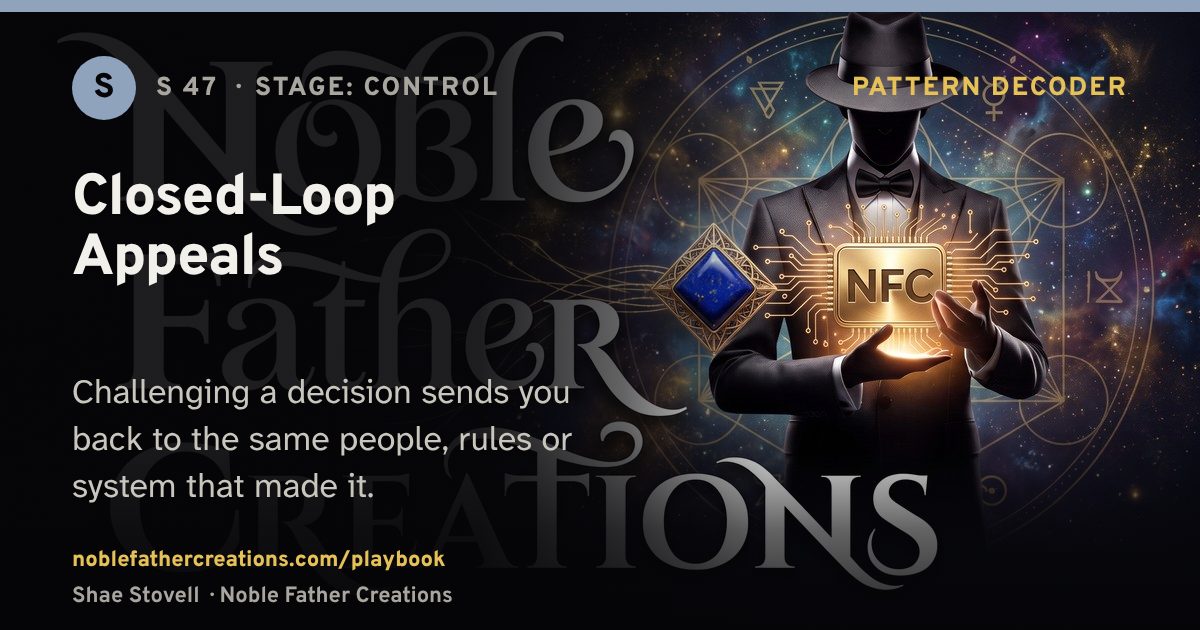 S
S 47 · STAGE: CONTROL
PATTERN DECODER
Closed-Loop
Appeals
Noble
Father
Creations
NFC
Challenging a decision sends you
back to the same people, rules or
system that made it.
noblefathercreations.com/playbook
Shae Stovell · Noble Father Creations